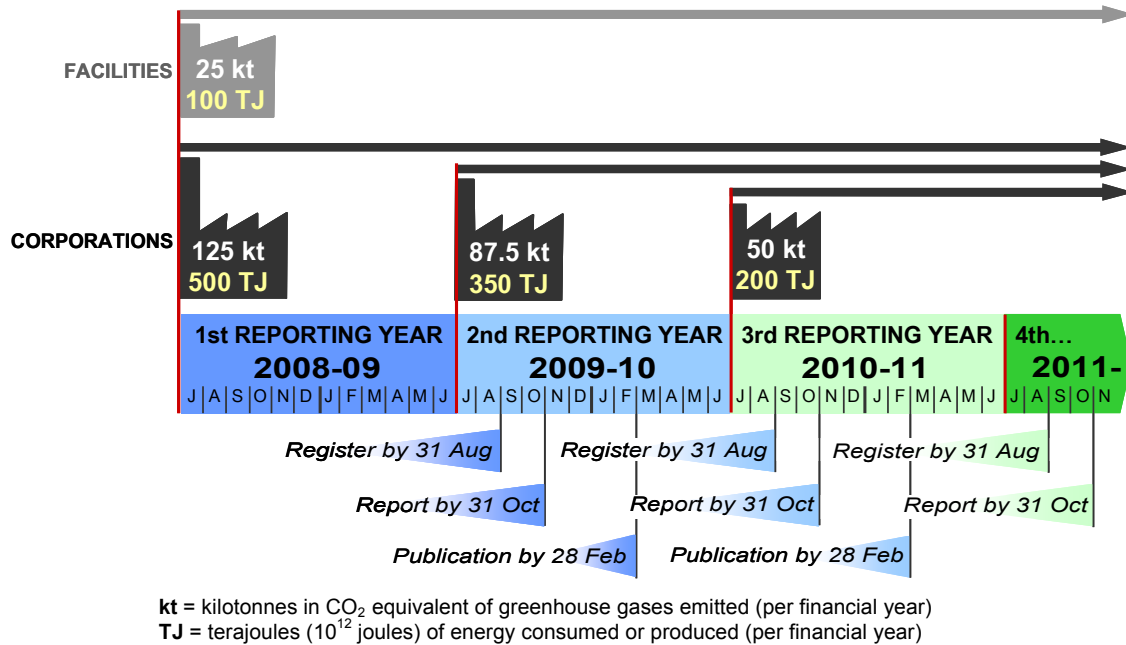 FACILITIES
25 kt
100 TJ
CORPORATIONS
125 kt
500 TJ
87.5 kt
350 TJ
50 kt
200 TJ
1st REPORTING YEAR
2008-09
J A S O N D J F M A M J
2nd REPORTING YEAR
2009-10
J A S O N D J F M A M J
3rd REPORTING YEAR
2010-11
J A S O N D J F M A M J
4th...
2011-
J A S O N
Register by 31 Aug
Register by 31 Aug
Register by 31 Aug
Report by 31 Oct
Report by 31 Oct
Report by 31 Oct
Publication by 28 Feb
Publication by 28 Feb
kt = kilotonnes in CO₂ equivalent of greenhouse gases emitted (per financial year)
TJ = terajoules (10¹² joules) of energy consumed or produced (per financial year)